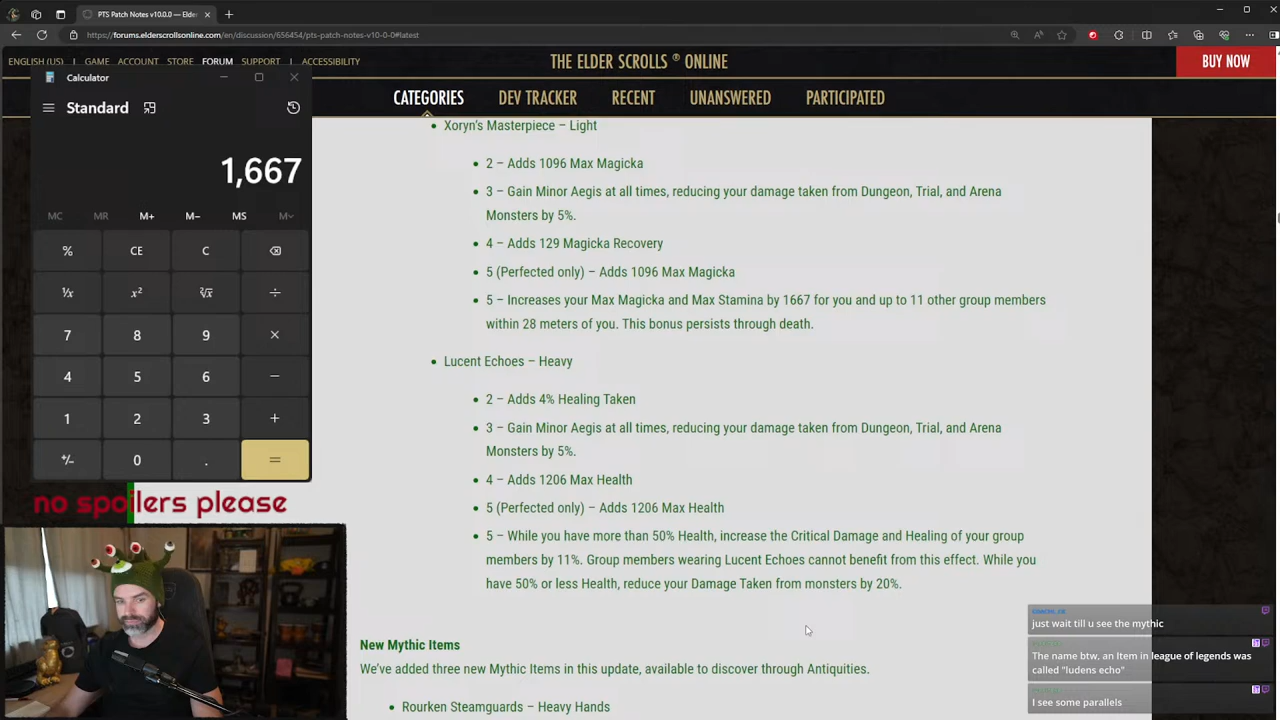 PTS Patch Notes v10.0.0 — Elder
https://forums.elderscrollsonline.com/en/discussion/656454/pts-patch-notes-v10-0-0#latest
ENGLISH (US) | GAME ACCOUNT STORE FORUM SUPPORT | ACCESSIBILITY
THE ELDER SCROLLS ® ONLINE
BUY NOW
CATEGORIES DEV TRACKER RECENT UNANSWERED PARTICIPATED
Calculator
Standard
1,667
MC MR M+ M− MS M˅
% CE C
¹/x x² ²√x ÷
7 8 9 ×
4 5 6 −
1 2 3 +
+/− 0 . =
no spoilers please
• Xoryn's Masterpiece – Light
• 2 – Adds 1096 Max Magicka
• 3 – Gain Minor Aegis at all times, reducing your damage taken from Dungeon, Trial, and Arena
Monsters by 5%.
• 4 – Adds 129 Magicka Recovery
• 5 (Perfected only) – Adds 1096 Max Magicka
• 5 – Increases your Max Magicka and Max Stamina by 1667 for you and up to 11 other group members
within 28 meters of you. This bonus persists through death.
• Lucent Echoes – Heavy
• 2 – Adds 4% Healing Taken
• 3 – Gain Minor Aegis at all times, reducing your damage taken from Dungeon, Trial, and Arena
Monsters by 5%.
• 4 – Adds 1206 Max Health
• 5 (Perfected only) – Adds 1206 Max Health
• 5 – While you have more than 50% Health, increase the Critical Damage and Healing of your group
members by 11%. Group members wearing Lucent Echoes cannot benefit from this effect. While you
have 50% or less Health, reduce your Damage Taken from monsters by 20%.
New Mythic Items
We've added three new Mythic Items in this update, available to discover through Antiquities.
• Rourken Steamguards – Heavy Hands
just wait till u see the mythic
The name btw, an Item in league of legends was
called "ludens echo"
I see some parallels